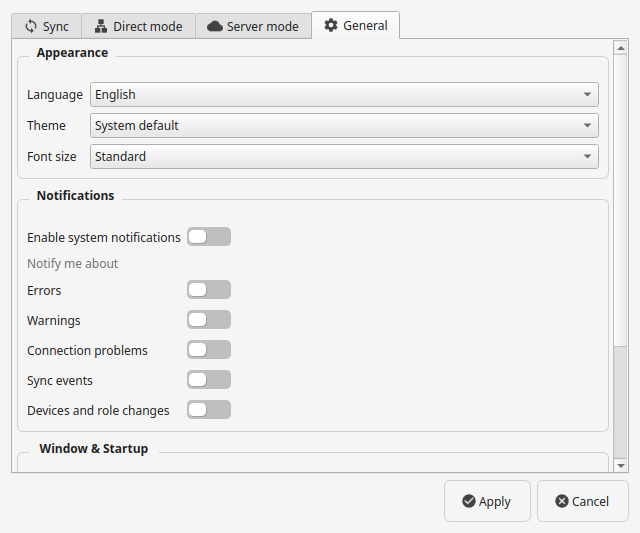 Sync Direct mode Server mode General
Appearance
Language English
Theme System default
Font size Standard
Notifications
Enable system notifications
Notify me about
Errors
Warnings
Connection problems
Sync events
Devices and role changes
Window & Startup
Apply Cancel